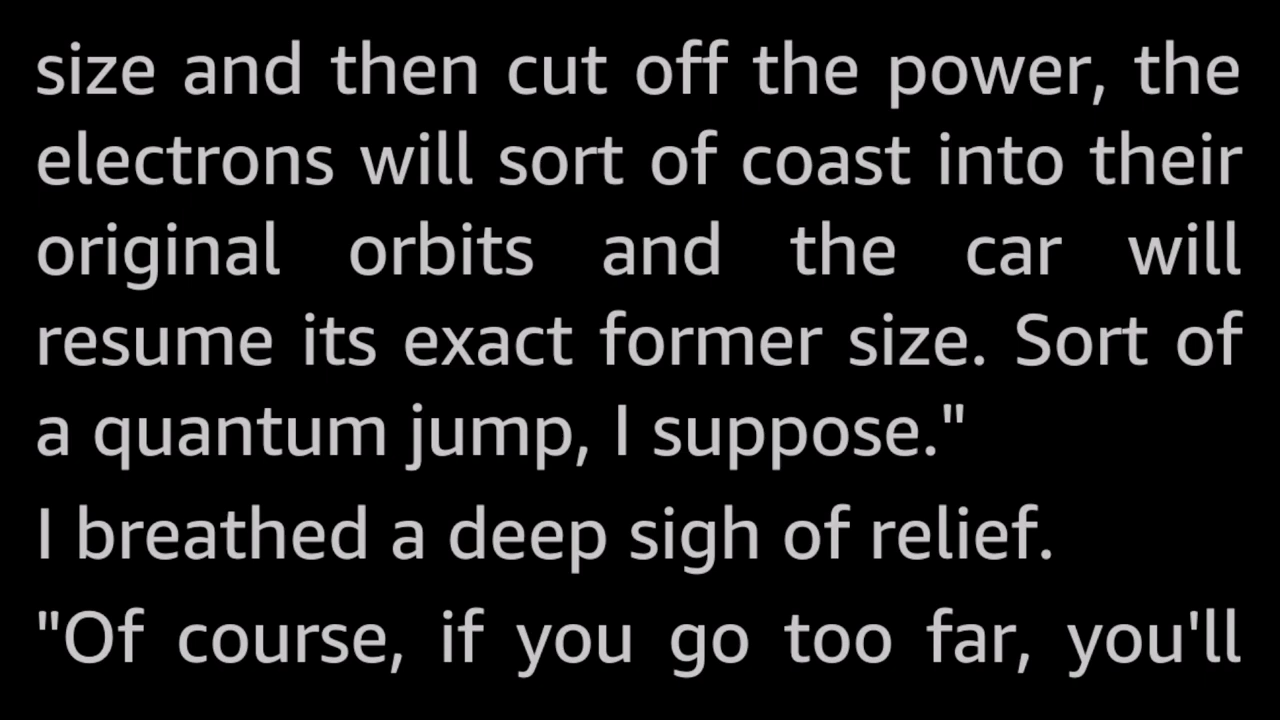 size and then cut off the power, the
electrons will sort of coast into their
original orbits and the car will
resume its exact former size. Sort of
a quantum jump, I suppose."
I breathed a deep sigh of relief.
"Of course, if you go too far, you'll